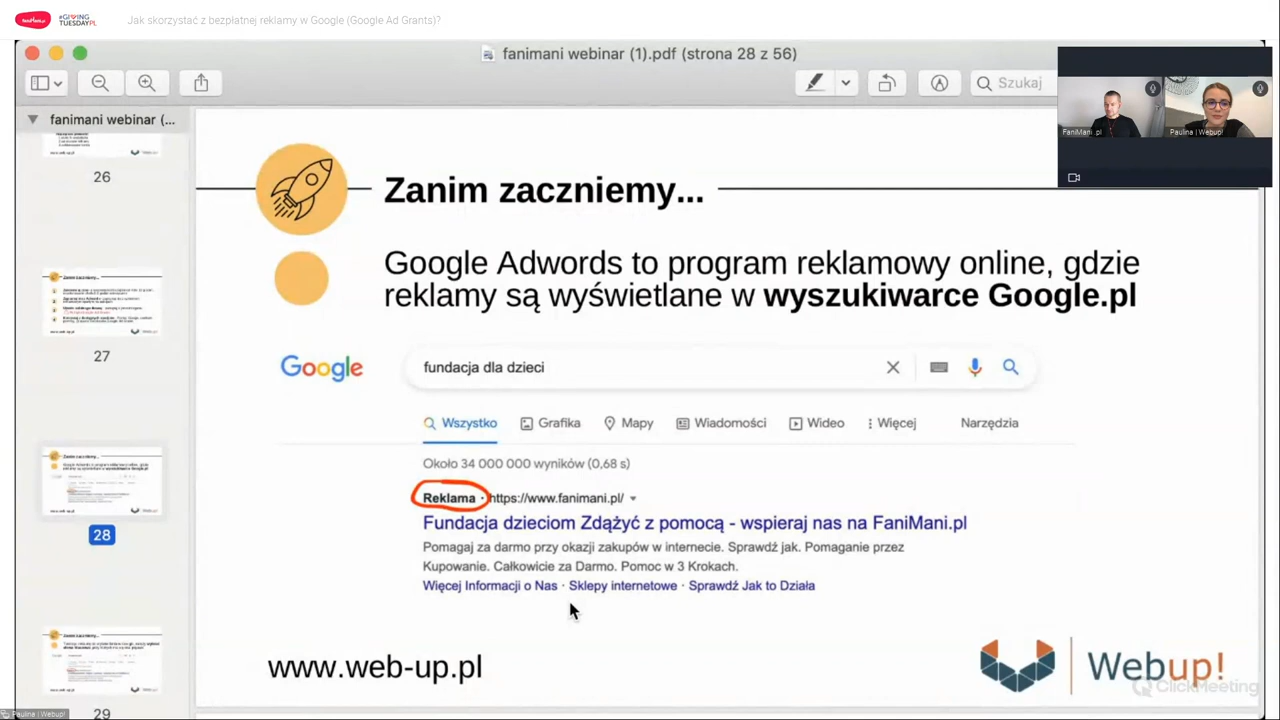 FaniMani.pl #GIVING TUESDAYPL Jak skorzystać z bezpłatnej reklamy w Google (Google Ad Grants)?
fanimani webinar (1).pdf (strona 28 z 56)
Szukaj
fanimani webinar (...
FaniMani.pl Paulina | Webup!
26
27
28
29
Zanim zaczniemy...
Google Adwords to program reklamowy online, gdzie
reklamy są wyświetlane w wyszukiwarce Google.pl
Google fundacja dla dzieci
Wszystko Grafika Mapy Wiadomości Wideo Więcej Narzędzia
Około 34 000 000 wyników (0,68 s)
Reklama · https://www.fanimani.pl/
Fundacja dzieciom Zdążyć z pomocą - wspieraj nas na FaniMani.pl
Pomagaj za darmo przy okazji zakupów w internecie. Sprawdź jak. Pomaganie przez
Kupowanie. Całkowicie za Darmo. Pomoc w 3 Krokach.
Więcej Informacji o Nas · Sklepy internetowe · Sprawdź Jak to Działa
www.web-up.pl
Webup!
ClickMeeting
Paulina | Webup!